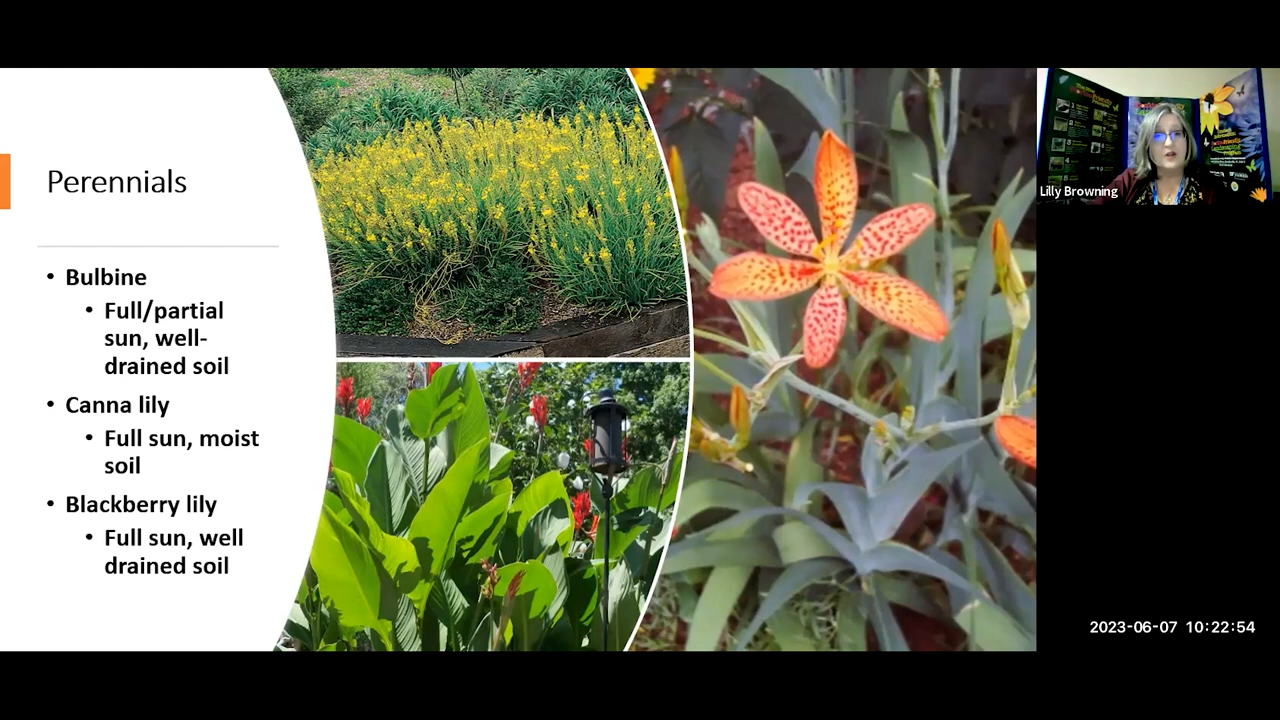 Perennials
• Bulbine
• Full/partial
sun, well-
drained soil
• Canna lily
• Full sun, moist
soil
• Blackberry lily
• Full sun, well
drained soil
Lilly Browning
2023-06-07 10:22:54